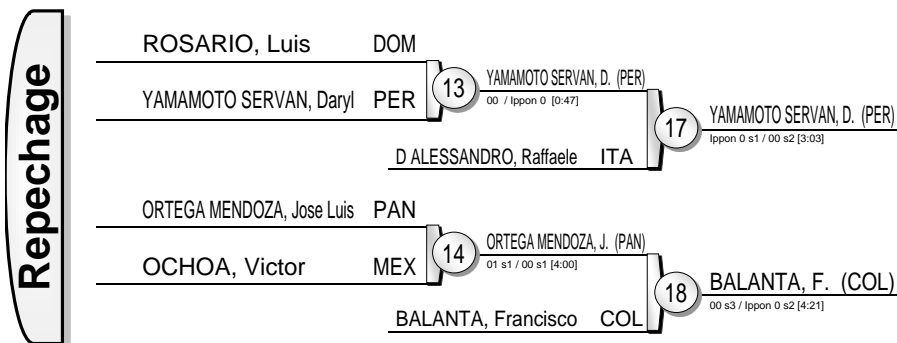 Repechage
ROSARIO, Luis DOM
YAMAMOTO SERVAN, Daryl PER
13
YAMAMOTO SERVAN, D. (PER)
00 / Ippon 0 [0:47]
D ALESSANDRO, Raffaele ITA
17
YAMAMOTO SERVAN, D. (PER)
Ippon 0 s1 / 00 s2 [3:03]
ORTEGA MENDOZA, Jose Luis PAN
OCHOA, Victor MEX
14
ORTEGA MENDOZA, J. (PAN)
01 s1 / 00 s1 [4:00]
BALANTA, Francisco COL
18
BALANTA, F. (COL)
00 s3 / Ippon 0 s2 [4:21]